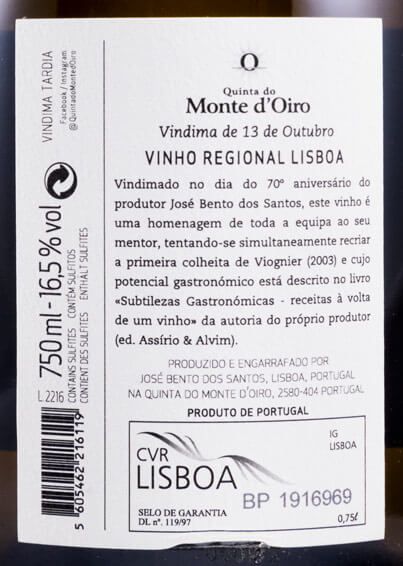 Quinta do
Monte d'Oiro
Vindima de 13 de Outubro
VINHO REGIONAL LISBOA
Vindimado no dia do 70º aniversário do
produtor José Bento dos Santos, este vinho é
uma homenagem de toda a equipa ao seu
mentor, tentando-se simultaneamente recriar
a primeira colheita de Viognier (2003) e cujo
potencial gastronómico está descrito no livro
«Subtilezas Gastronómicas - receitas à volta
de um vinho» da autoria do próprio produtor
(ed. Assírio & Alvim).
PRODUZIDO E ENGARRAFADO POR
JOSÉ BENTO DOS SANTOS, LISBOA, PORTUGAL
NA QUINTA DO MONTE D'OIRO, 2580-404 PORTUGAL
PRODUTO DE PORTUGAL
CVR
LISBOA
IG
LISBOA
BP 1916969
SELO DE GARANTIA
DL nº. 119/97
0,75ℓ
VINDIMA TARDIA
Facebook / Instagram
@QuintadoMontedOiro
750 ml - 16,5% vol
CONTAINS SULFITES CONTÉM SULFITOS
CONTIENT DES SULFITES ENTHALT SULFITES
L 2216
5 605462 216119